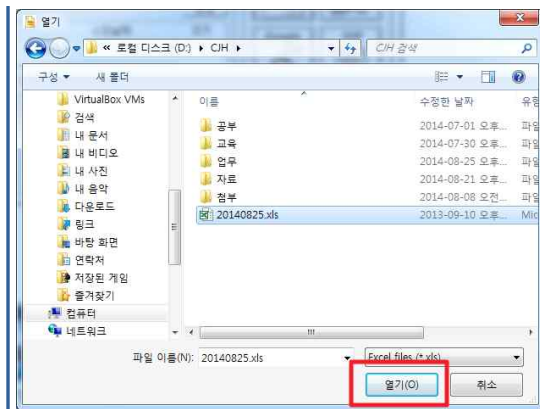 열기
« 로컬 디스크 (D:) ▸ CJH ▸
CJH 검색
구성 ▼ 새 폴더
이름 수정한 날짜 유형
VirtualBox VMs
검색
내 문서
내 비디오
내 사진
내 음악
다운로드
링크
바탕 화면
연락처
저장된 게임
즐겨찾기
컴퓨터
네트워크
공부 2014-07-01 오후... 파일
교육 2014-07-30 오후... 파일
업무 2014-08-25 오후... 파일
자료 2014-08-21 오후... 파일
첨부 2014-08-08 오전... 파일
20140825.xls 2013-09-10 오후... Mic
파일 이름(N): 20140825.xls
Excel files (*.xls)
열기(O) 취소